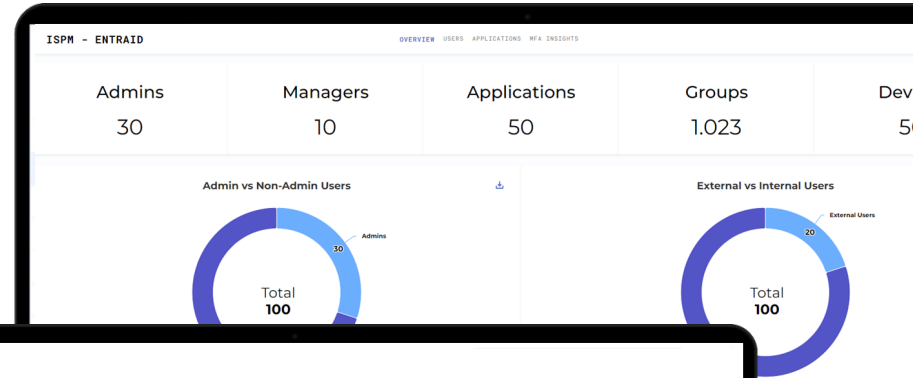 ISPM - ENTRAID
OVERVIEW USERS APPLICATIONS MFA INSIGHTS
Admins Managers Applications Groups
30 10 50 1.023
Admin vs Non-Admin Users
External vs Internal Users
Admins
30
Total
100
External Users
20
Total
100